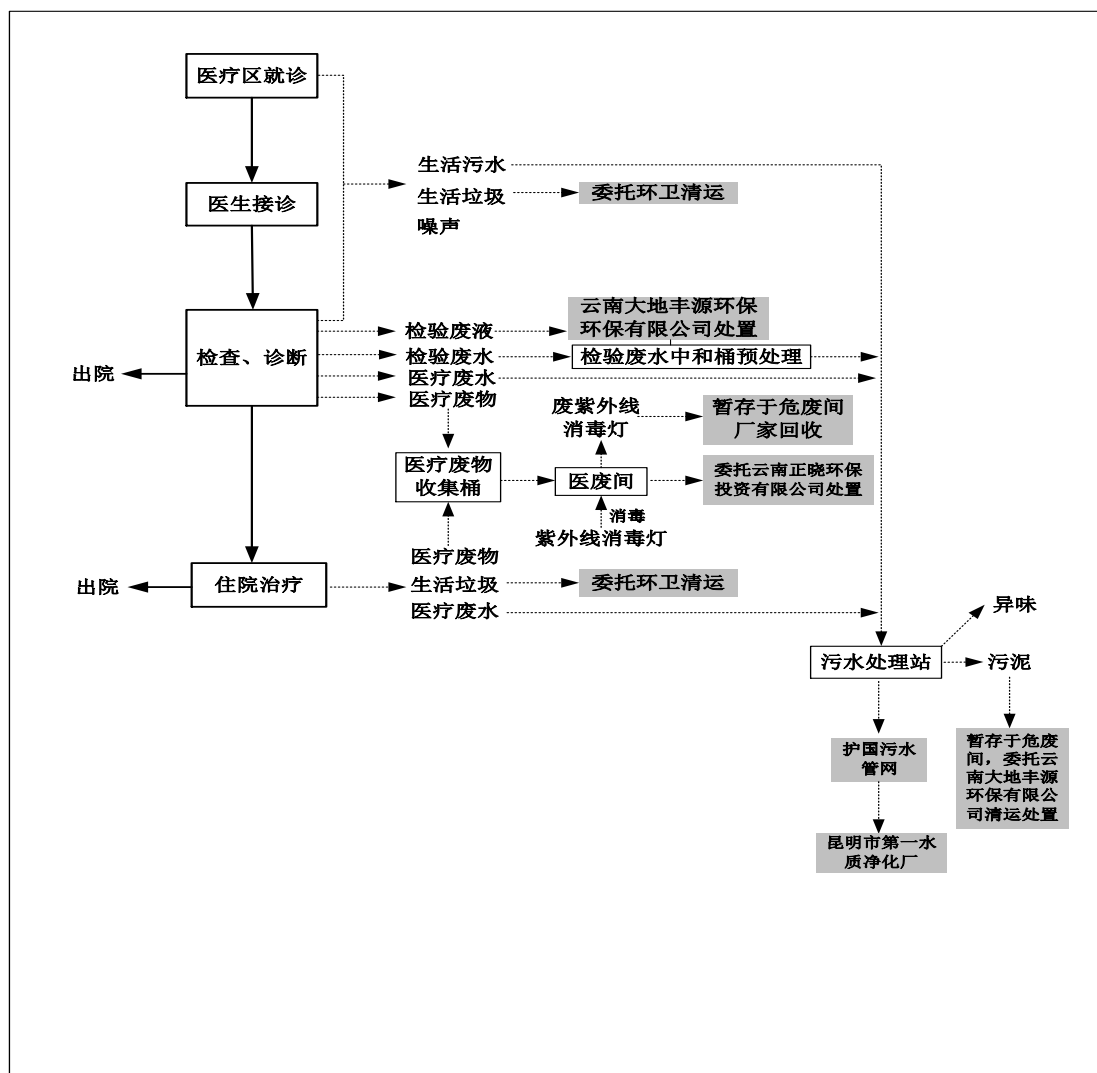 医疗区就诊
生活污水
医生接诊
生活垃圾
委托环卫清运
噪声
云南大地丰源环保
环保有限公司处置
检验废液
检查、诊断
检验废水
检验废水中和桶预处理
出院
医疗废水
医疗废物
废紫外线
消毒灯
暂存于危废间
厂家回收
医疗废物
收集桶
医废间
委托云南正晓环保
投资有限公司处置
消毒
紫外线消毒灯
医疗废物
出院
住院治疗
生活垃圾
委托环卫清运
医疗废水
异味
污水处理站
污泥
护国污水
管网
暂存于危废
间，委托云
南大地丰源
环保有限公
司清运处置
昆明市第一水
质净化厂